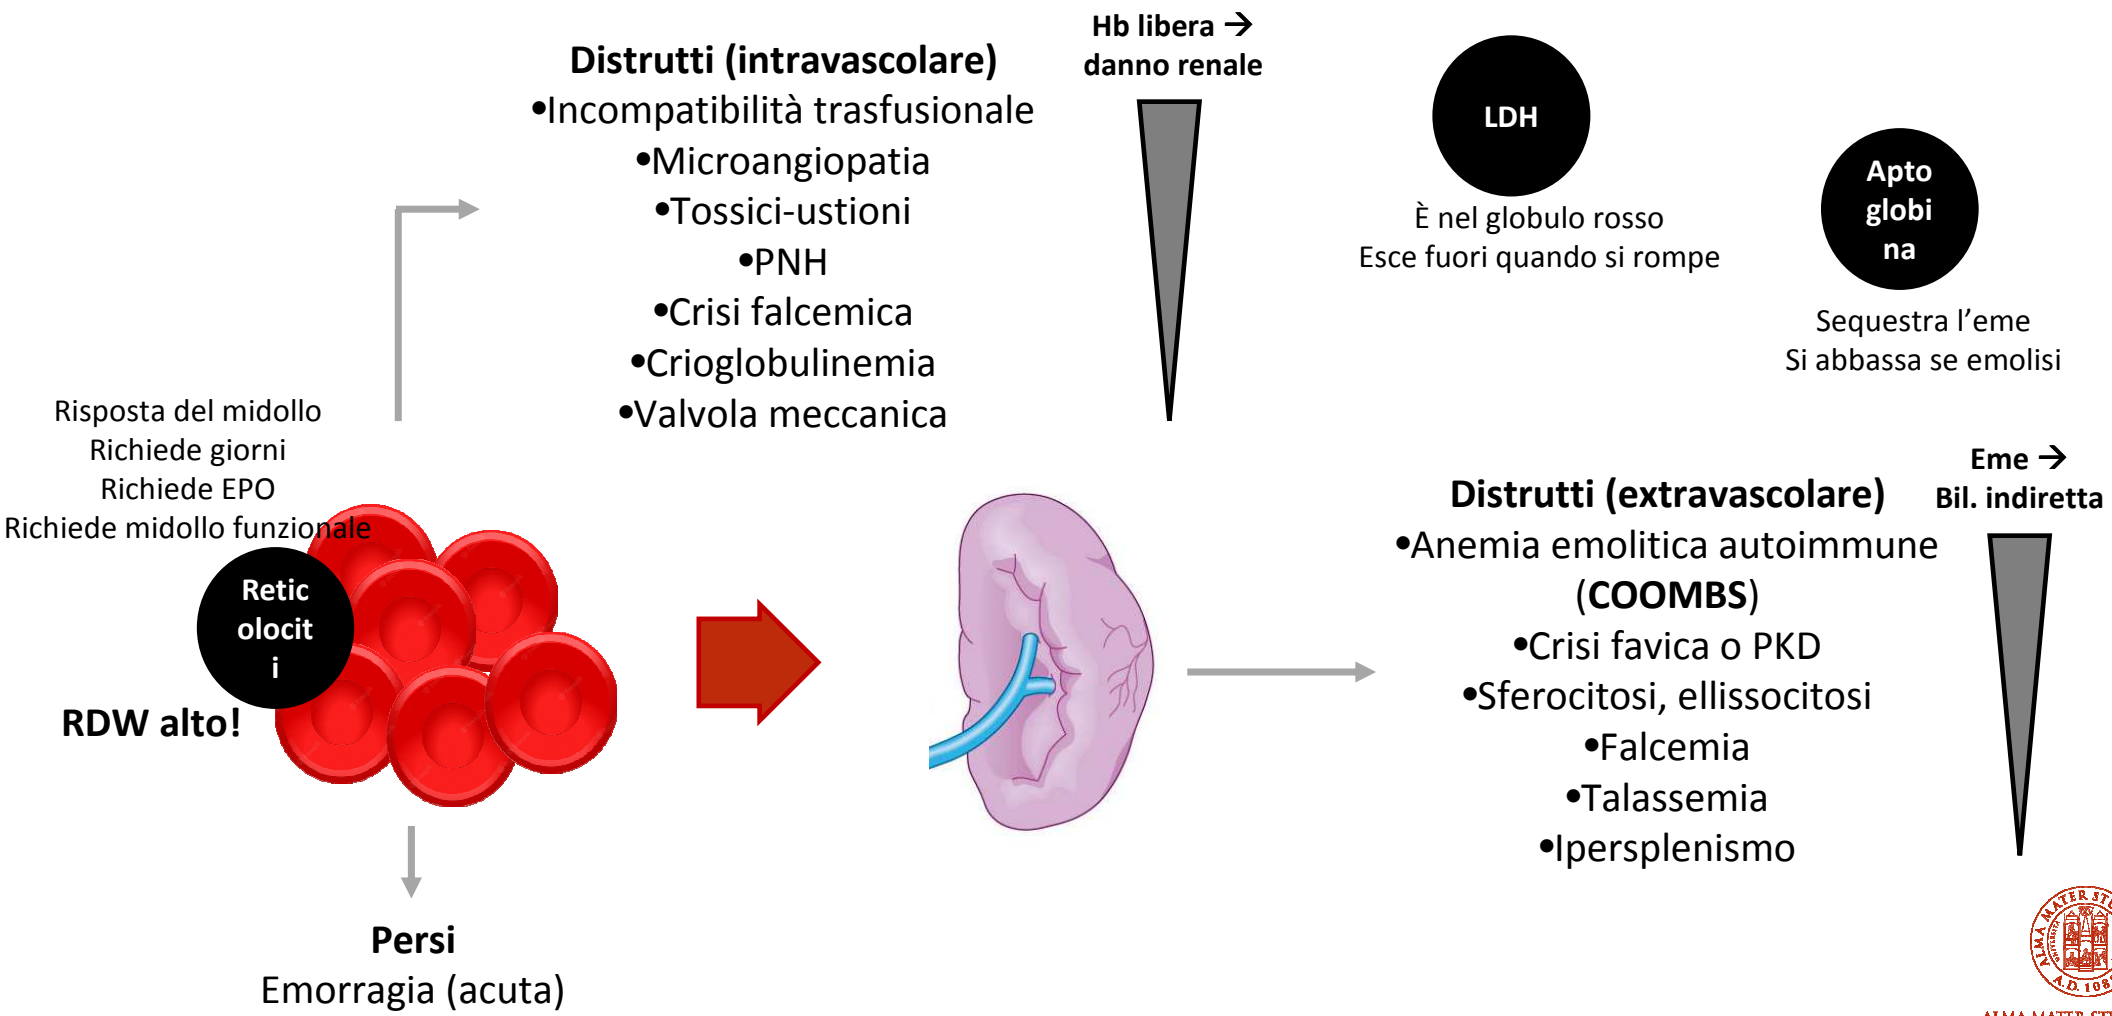 Hb libera →
danno renale
Distrutti (intravascolare)
•Incompatibilità trasfusionale
•Microangiopatia
•Tossici-ustioni
•PNH
•Crisi falcemica
•Crioglobulinemia
•Valvola meccanica
LDH
È nel globulo rosso
Esce fuori quando si rompe
Apto
globi
na
Sequestra l’eme
Si abbassa se emolisi
Risposta del midollo
Richiede giorni
Richiede EPO
Richiede midollo funzionale
Retic
olocit
i
RDW alto!
Eme →
Bil. indiretta
Distrutti (extravascolare)
•Anemia emolitica autoimmune
(COOMBS)
•Crisi favica o PKD
•Sferocitosi, ellissocitosi
•Falcemia
•Talassemia
•Ipersplenismo
Persi
Emorragia (acuta)
ALMA MATER
A.D. 108